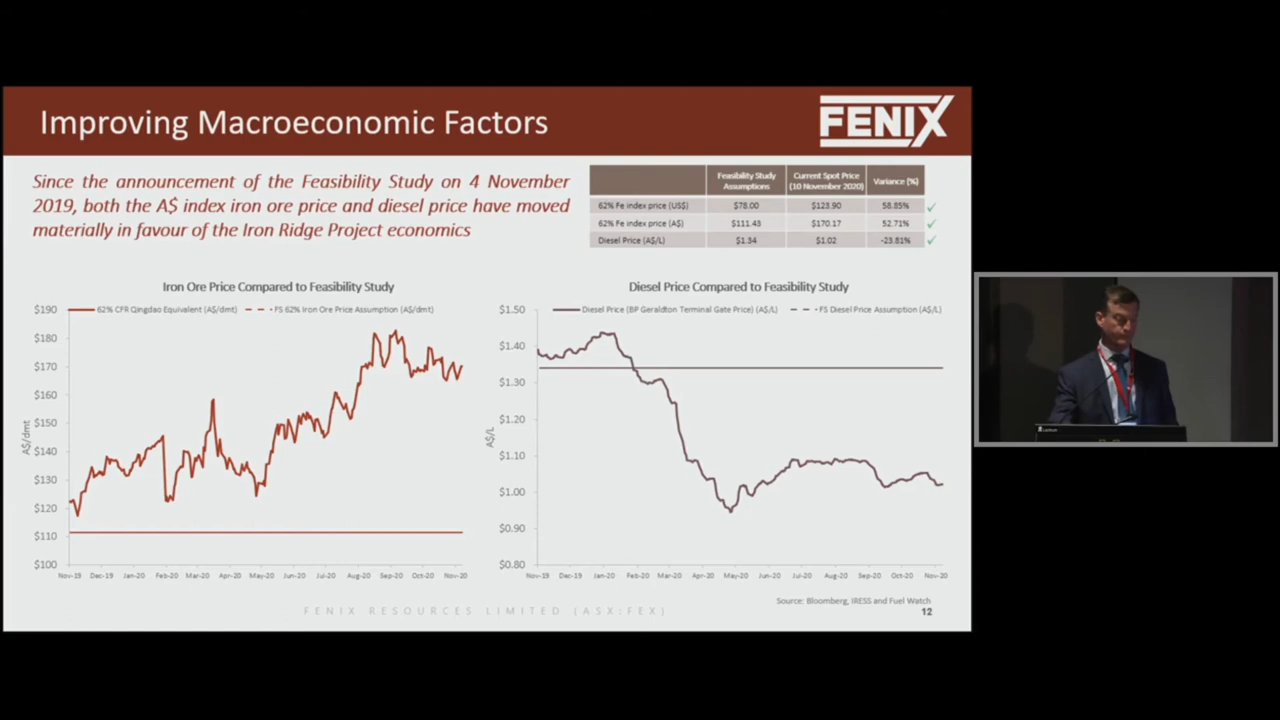 Improving Macroeconomic Factors
FENIX
Since the announcement of the Feasibility Study on 4 November
2019, both the A$ index iron ore price and diesel price have moved
materially in favour of the Iron Ridge Project economics
Feasibility Study Assumptions
Current Spot Price (10 November 2020)
Variance (%)
62% Fe index price (US$) $78.00 $123.90 58.85% ✓
62% Fe index price (A$) $111.43 $170.17 52.71% ✓
Diesel Price (A$/L) $1.34 $1.02 -23.81% ✓
Iron Ore Price Compared to Feasibility Study
62% CFR Qingdao Equivalent (A$/dmt) FS 62% Iron Ore Price Assumption (A$/dmt)
$190
$180
$170
$160
$150
$140
$130
$120
$110
$100
A$/dmt
Nov-19 Dec-19 Jan-20 Feb-20 Mar-20 Apr-20 May-20 Jun-20 Jul-20 Aug-20 Sep-20 Oct-20 Nov-20
Diesel Price Compared to Feasibility Study
Diesel Price (BP Geraldton Terminal Gate Price) (A$/L) FS Diesel Price Assumption (A$/L)
$1.50
$1.40
$1.30
$1.20
$1.10
$1.00
$0.90
$0.80
A$/L
Nov-19 Dec-19 Jan-20 Feb-20 Mar-20 Apr-20 May-20 Jun-20 Jul-20 Aug-20 Sep-20 Oct-20 Nov-20
Source: Bloomberg, IRESS and Fuel Watch
FENIX RESOURCES LIMITED (ASX:FEX)
12